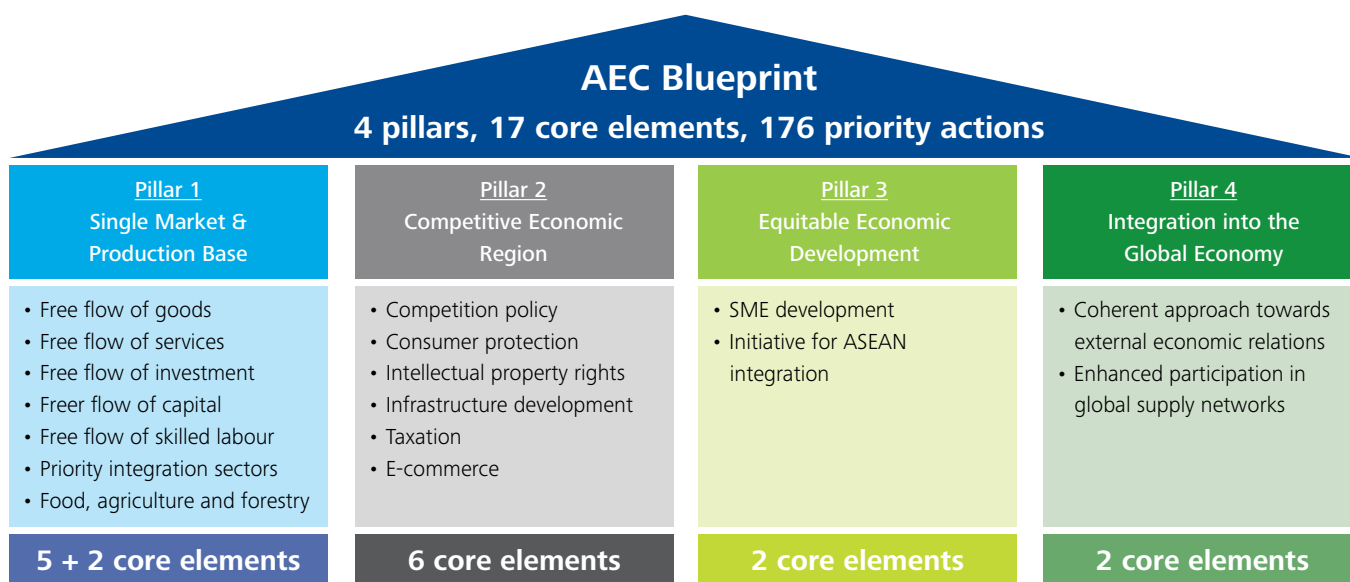 AEC Blueprint
4 pillars, 17 core elements, 176 priority actions
Pillar 1
Single Market &
Production Base
• Free flow of goods
• Free flow of services
• Free flow of investment
• Freer flow of capital
• Free flow of skilled labour
• Priority integration sectors
• Food, agriculture and forestry
5 + 2 core elements
Pillar 2
Competitive Economic
Region
• Competition policy
• Consumer protection
• Intellectual property rights
• Infrastructure development
• Taxation
• E-commerce
6 core elements
Pillar 3
Equitable Economic
Development
• SME development
• Initiative for ASEAN
integration
2 core elements
Pillar 4
Integration into the
Global Economy
• Coherent approach towards
external economic relations
• Enhanced participation in
global supply networks
2 core elements